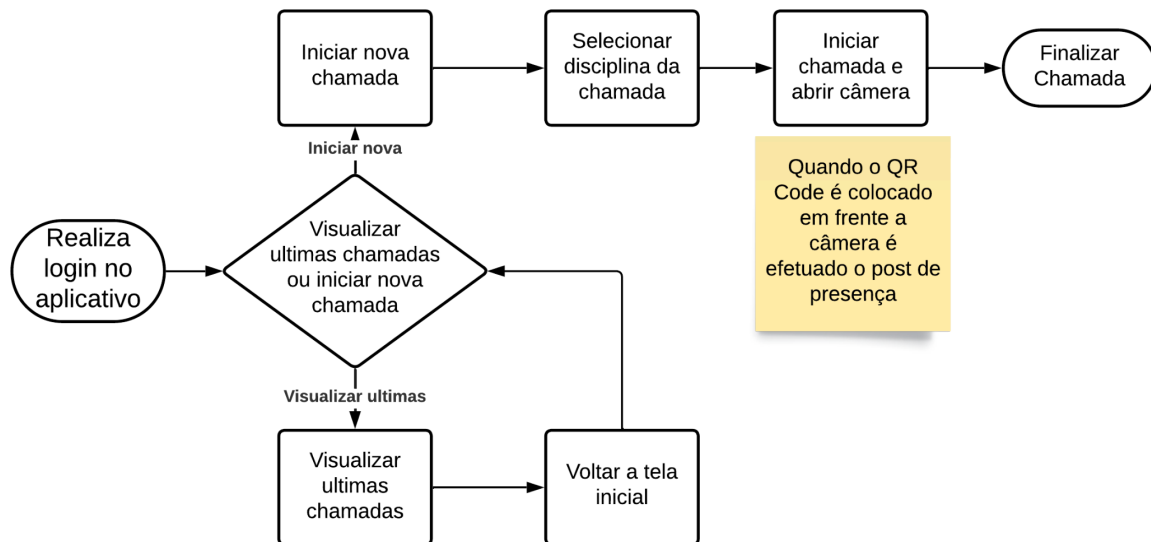 Iniciar nova
chamada
Selecionar
disciplina da
chamada
Iniciar
chamada e
abrir câmera
Finalizar
Chamada
Iniciar nova
Quando o QR
Code é colocado
em frente a
câmera é
efetuado o post de
presença
Realiza
login no
aplicativo
Visualizar
ultimas chamadas
ou iniciar nova
chamada
Visualizar ultimas
Visualizar
ultimas
chamadas
Voltar a tela
inicial